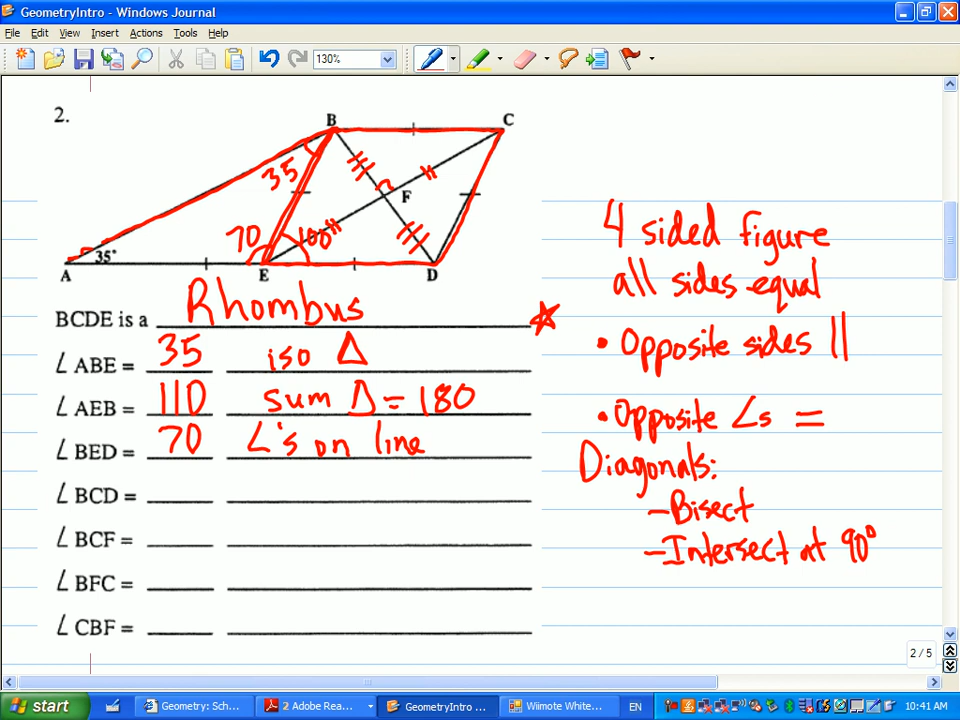 GeometryIntro - Windows Journal
File Edit View Insert Actions Tools Help
130%
2.
B
C
35
F
70
100°
A
35°
E
D
BCDE is a Rhombus
∠ ABE = 35 iso Δ
∠ AEB = 110 sum Δ = 180
∠ BED = 70 ∠'s on line
∠ BCD =
∠ BCF =
∠ BFC =
∠ CBF =
4 sided figure
all sides equal
• Opposite sides ||
• Opposite ∠s =
Diagonals:
- Bisect
- Intersect at 90°
2 / 5
start
Geometry: Sch...
2 Adobe Rea...
GeometryIntro ...
Wiimote White...
EN
10:41 AM